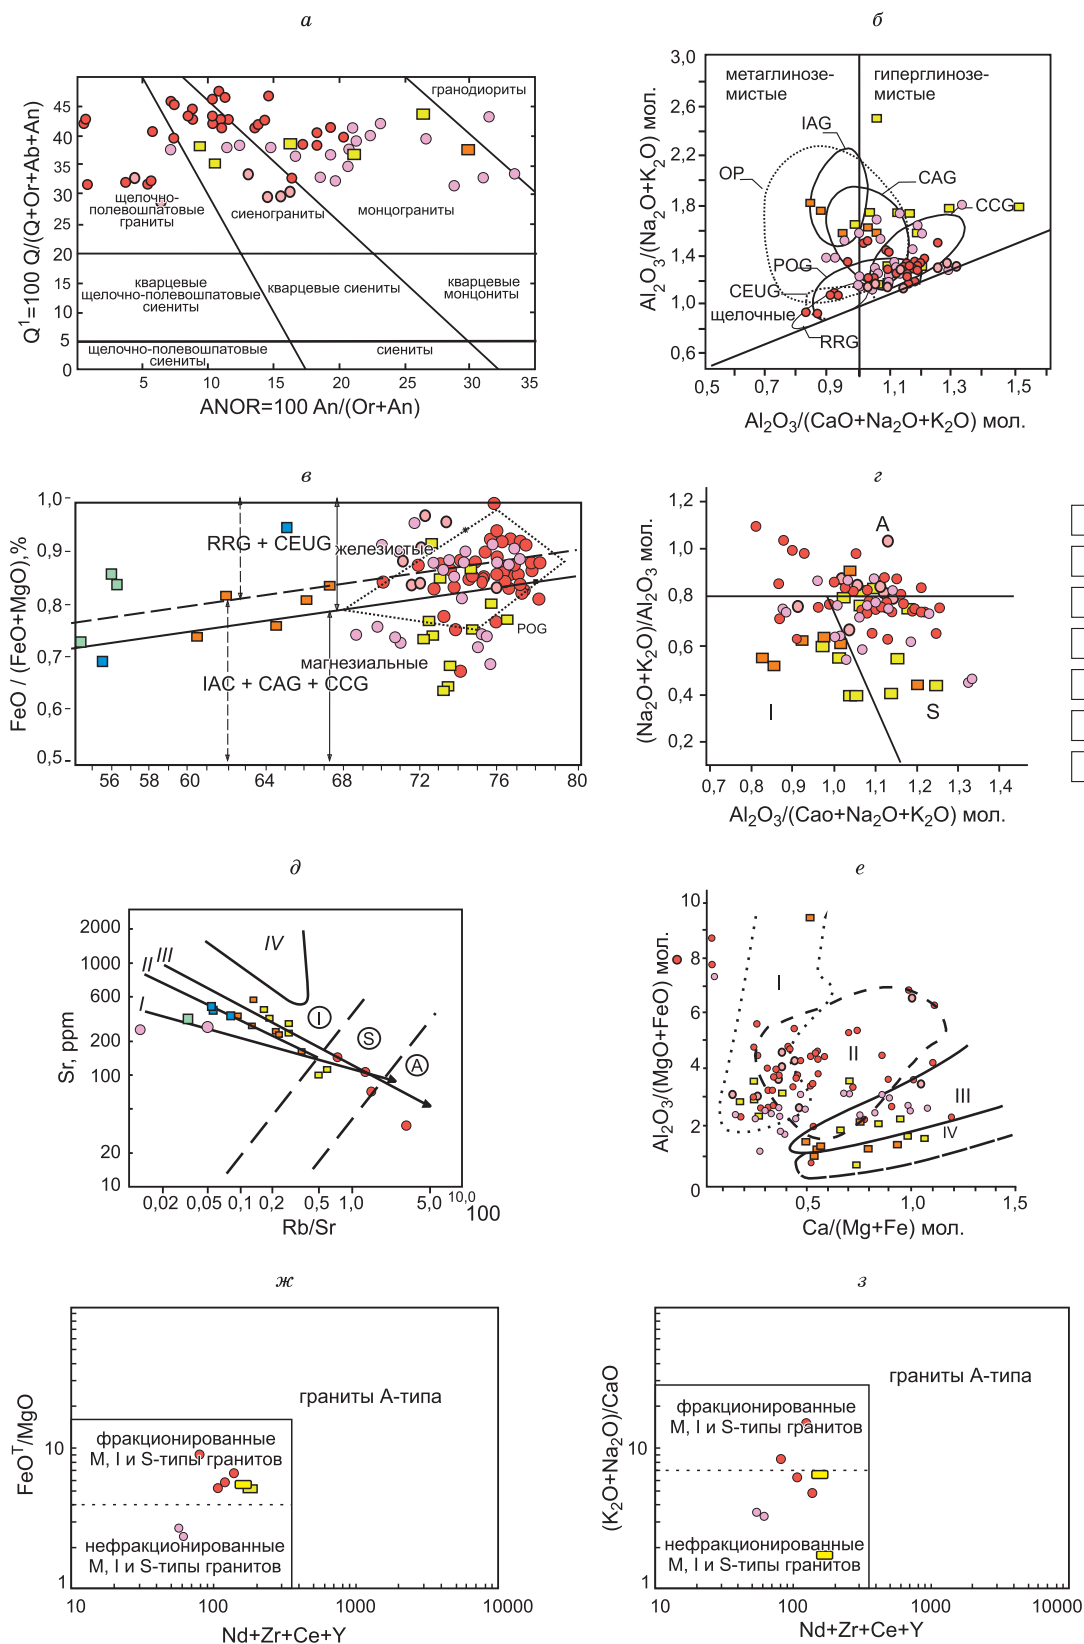 а
45
40
35
30
25
20
15
10
5
0
Q¹=100 Q/(Q+Or+Ab+An)
гранодиориты
щелочно-
полевошпатовые
граниты
сиенограниты
монцограниты
кварцевые
щелочно-полевошпатовые
сиениты
кварцевые сиениты
кварцевые
монцониты
щелочно-полевошпатовые
сиениты
сиениты
5
10
15
20
25
30
35
ANOR=100 An/(Or+An)
б
3,0
2,6
2,2
1,8
1,4
1,0
0,6
Al₂O₃/(Na₂O+K₂O) мол.
метаглинозе-
мистые
гиперглинозе-
мистые
IAG
OP
CAG
CCG
POG
CEUG
щелочные
RRG
0,5
0,7
0,9
1,1
1,3
1,5
Al₂O₃/(CaO+Na₂O+K₂O) мол.
в
1,0
0,9
0,8
0,7
0,6
0,5
FeO / (FeO+MgO),%
RRG + CEUG
железистые
POG
магнезиальные
IAC + CAG + CCG
56
58
60
62
64
66
68
72
74
76
78
80
г
1,2
1,0
0,8
0,6
0,4
0,2
(Na₂O+K₂O)/Al₂O₃ мол.
A
I
S
0,7
0,8
0,9
1,0
1,1
1,2
1,3
1,4
Al₂O₃/(Cao+Na₂O+K₂O) мол.
д
2000
1000
600
200
100
20
10
Sr, ppm
IV
III
II
I
I
S
A
0,02
0,05
0,1
0,2
0,5
1,0
5,0
10,0
100
Rb/Sr
е
10
8
6
4
2
0
Al₂O₃/(MgO+FeO) мол.
I
II
III
IV
0,5
1,0
1,5
Ca/(Mg+Fe) мол.
ж
10
1
FeOᵀ/MgO
граниты А-типа
фракционированные
M, I и S-типы гранитов
нефракционированные
M, I и S-типы гранитов
10
100
1000
10000
Nd+Zr+Ce+Y
з
10
1
(K₂O+Na₂O)/CaO
граниты А-типа
фракционированные
M, I и S-типы гранитов
нефракционированные
M, I и S-типы гранитов
10
100
1000
10000
Nd+Zr+Ce+Y